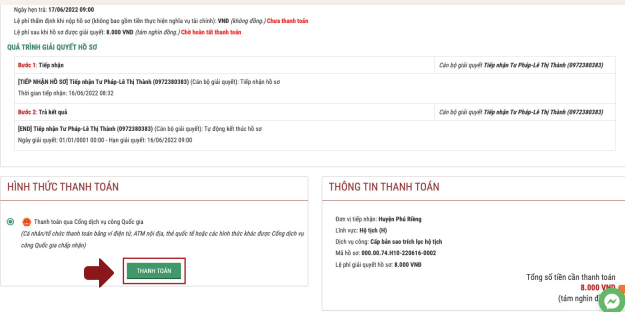 Ngày hẹn trả: 17/06/2022 09:00
Lệ phí thẩm định khi nộp hồ sơ (không bao gồm tiền thực hiện nghĩa vụ tài chính): VNĐ (không đồng.) Chưa thanh toán
Lệ phí sau khi hồ sơ được giải quyết: 8.000 VNĐ (tám nghìn đồng.) Chờ hoàn tất thanh toán
QUÁ TRÌNH GIẢI QUYẾT HỒ SƠ
Bước 1: Tiếp nhận
Cán bộ giải quyết Tiếp nhận Tư Pháp-Lê Thị Thành (0972380383)
[TIẾP NHẬN HỒ SƠ] Tiếp nhận Tư Pháp-Lê Thị Thành (0972380383) (Cán bộ giải quyết): Tiếp nhận hồ sơ
Thời gian tiếp nhận: 16/06/2022 08:32
Bước 2: Trả kết quả
Cán bộ giải quyết Tiếp nhận Tư Pháp-Lê Thị Thành (0972380383)
[END] Tiếp nhận Tư Pháp-Lê Thị Thành (0972380383) (Cán bộ giải quyết): Tự động kết thúc hồ sơ
Ngày giải quyết: 01/01/0001 00:00 - Hạn giải quyết: 16/06/2022 09:00
HÌNH THỨC THANH TOÁN
Thanh toán qua Cổng dịch vụ công Quốc gia
(Cá nhân/tổ chức thanh toán bằng ví điện tử, ATM nội địa, thẻ quốc tế hoặc các hình thức khác được Cổng dịch vụ
công Quốc gia chấp nhận)
THANH TOÁN
THÔNG TIN THANH TOÁN
Đơn vị tiếp nhận: Huyện Phú Riềng
Lĩnh vực: Hộ tịch (H)
Dịch vụ công: Cấp bản sao trích lục hộ tịch
Mã hồ sơ: 000.00.74.H10-220616-0002
Lệ phí giải quyết hồ sơ: 8.000 VNĐ
Tổng số tiền cần thanh toán
8.000 VNĐ
(tám nghìn